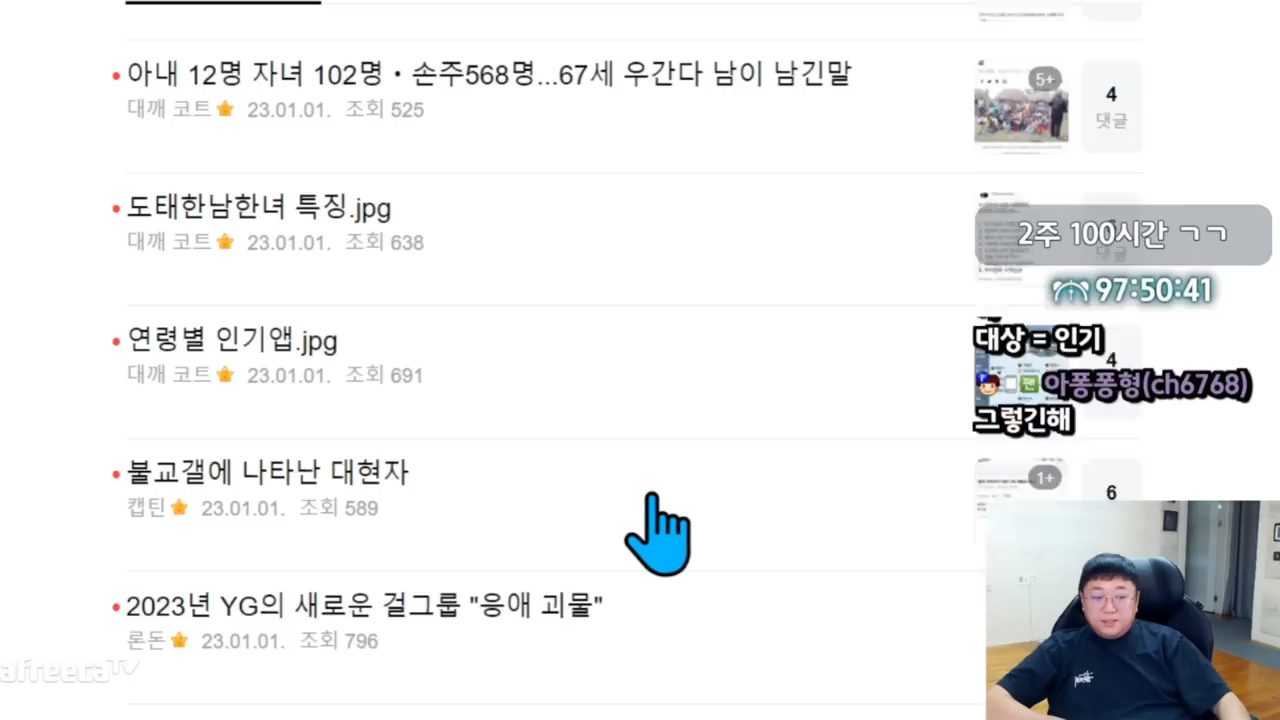 아내 12명 자녀 102명·손주568명...67세 우간다 남이 남긴말
대깨 코트 23.01.01. 조회 525
5+
4
댓글
도태한남한녀 특징.jpg
대깨 코트 23.01.01. 조회 638
2주 100시간 ㄱㄱ
97:50:41
연령별 인기앱.jpg
대깨 코트 23.01.01. 조회 691
대상 = 인기
4
짼 아퐁퐁형(ch6768)
그렇긴해
불교갤에 나타난 대현자
캡틴 23.01.01. 조회 589
1+
6
2023년 YG의 새로운 걸그룹 "응애 괴물"
론돈 23.01.01. 조회 796
afreecaTV